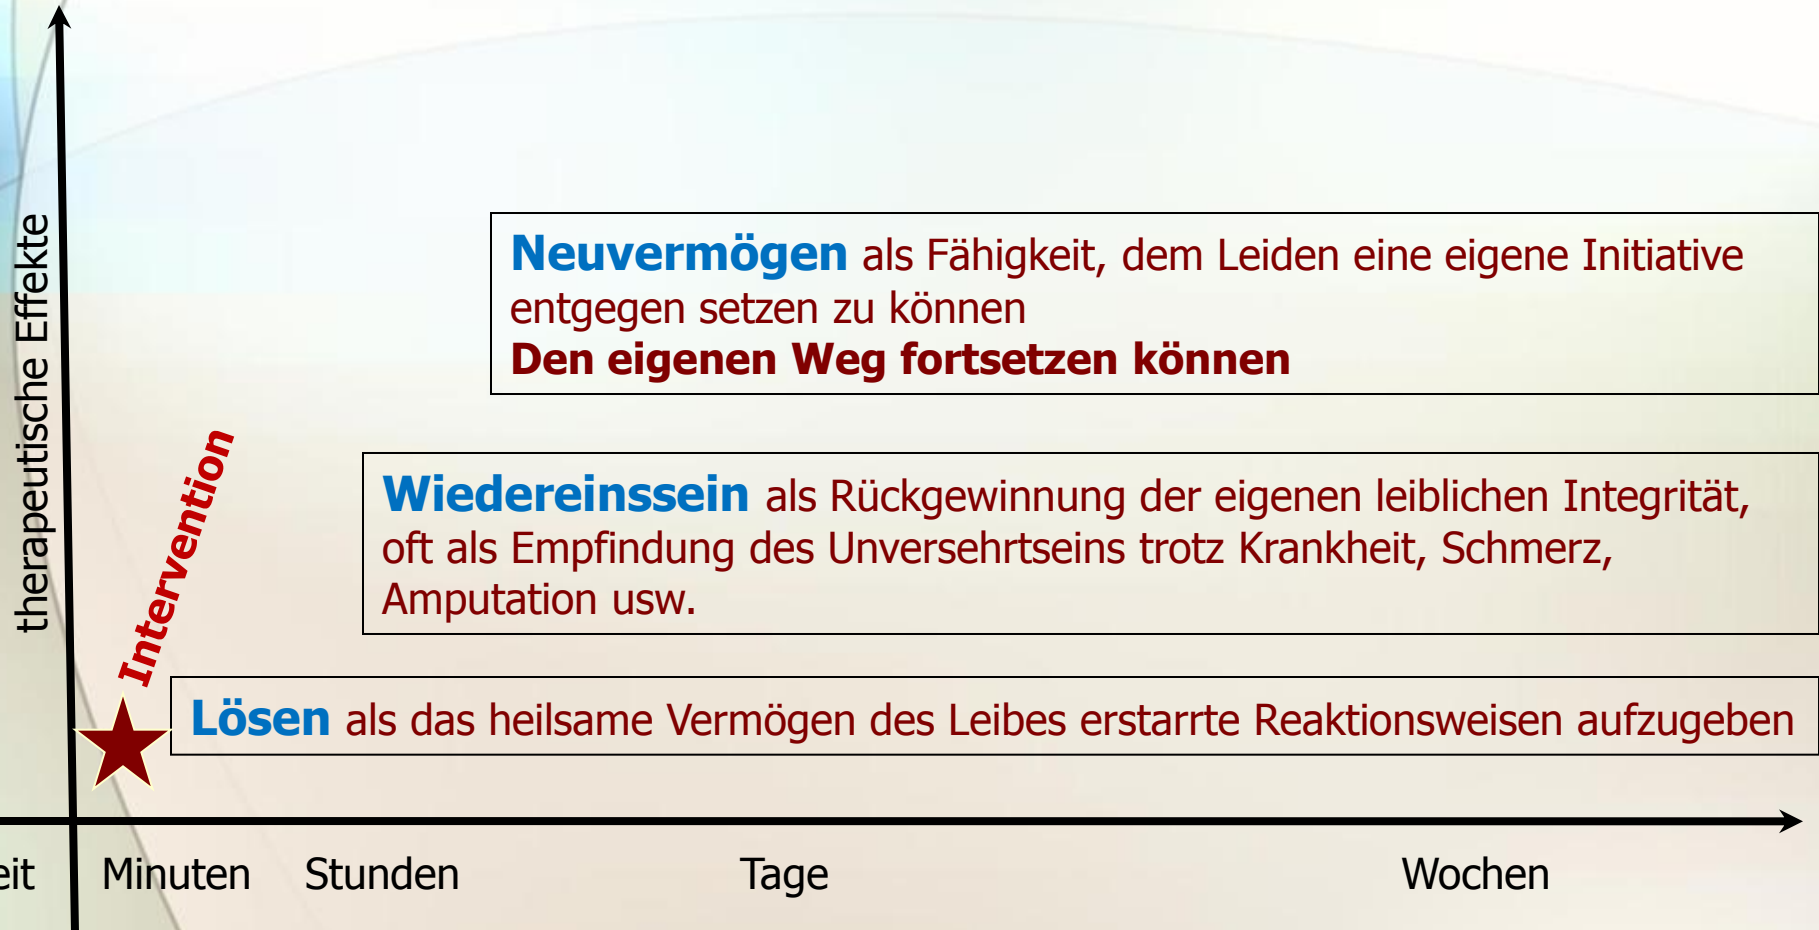 therapeutische Effekte
Neuvermögen als Fähigkeit, dem Leiden eine eigene Initiative
entgegen setzen zu können
Den eigenen Weg fortsetzen können
Intervention
Wiedereinssein als Rückgewinnung der eigenen leiblichen Integrität,
oft als Empfindung des Unversehrtseins trotz Krankheit, Schmerz,
Amputation usw.
Lösen als das heilsame Vermögen des Leibes erstarrte Reaktionsweisen aufzugeben
eit Minuten Stunden Tage Wochen